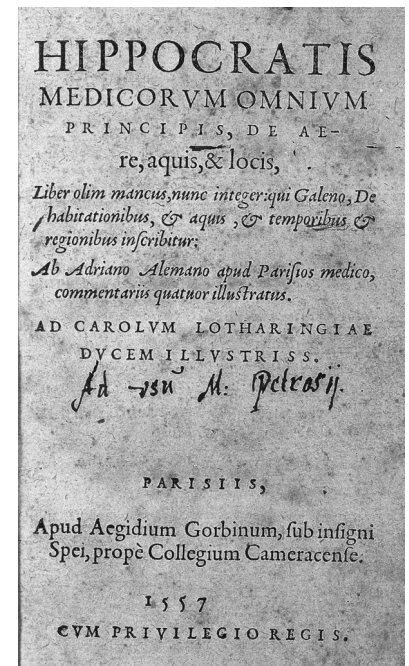 HIPPOCRATIS
MEDICORVM OMNIVM
PRINCIPIS, DE AE-
re, aquis, & locis,
Liber olim mancus, nunc integer: qui Galeno, De
habitationibus, & aquis, & temporibus &
regionibus inſcribitur:
Ab Adriano Alemano apud Pariſios medico,
commentariis quatuor illuſtratus.
AD CAROLVM LOTHARINGIAE
DVCEM ILLVSTRISS.
Ad vsū M: Petrasij.
PARISIIS,
Apud Aegidium Gorbinum, ſub inſigni
Spei, propè Collegium Cameracenſe.
1557
CVM PRIVILEGIO REGIS.